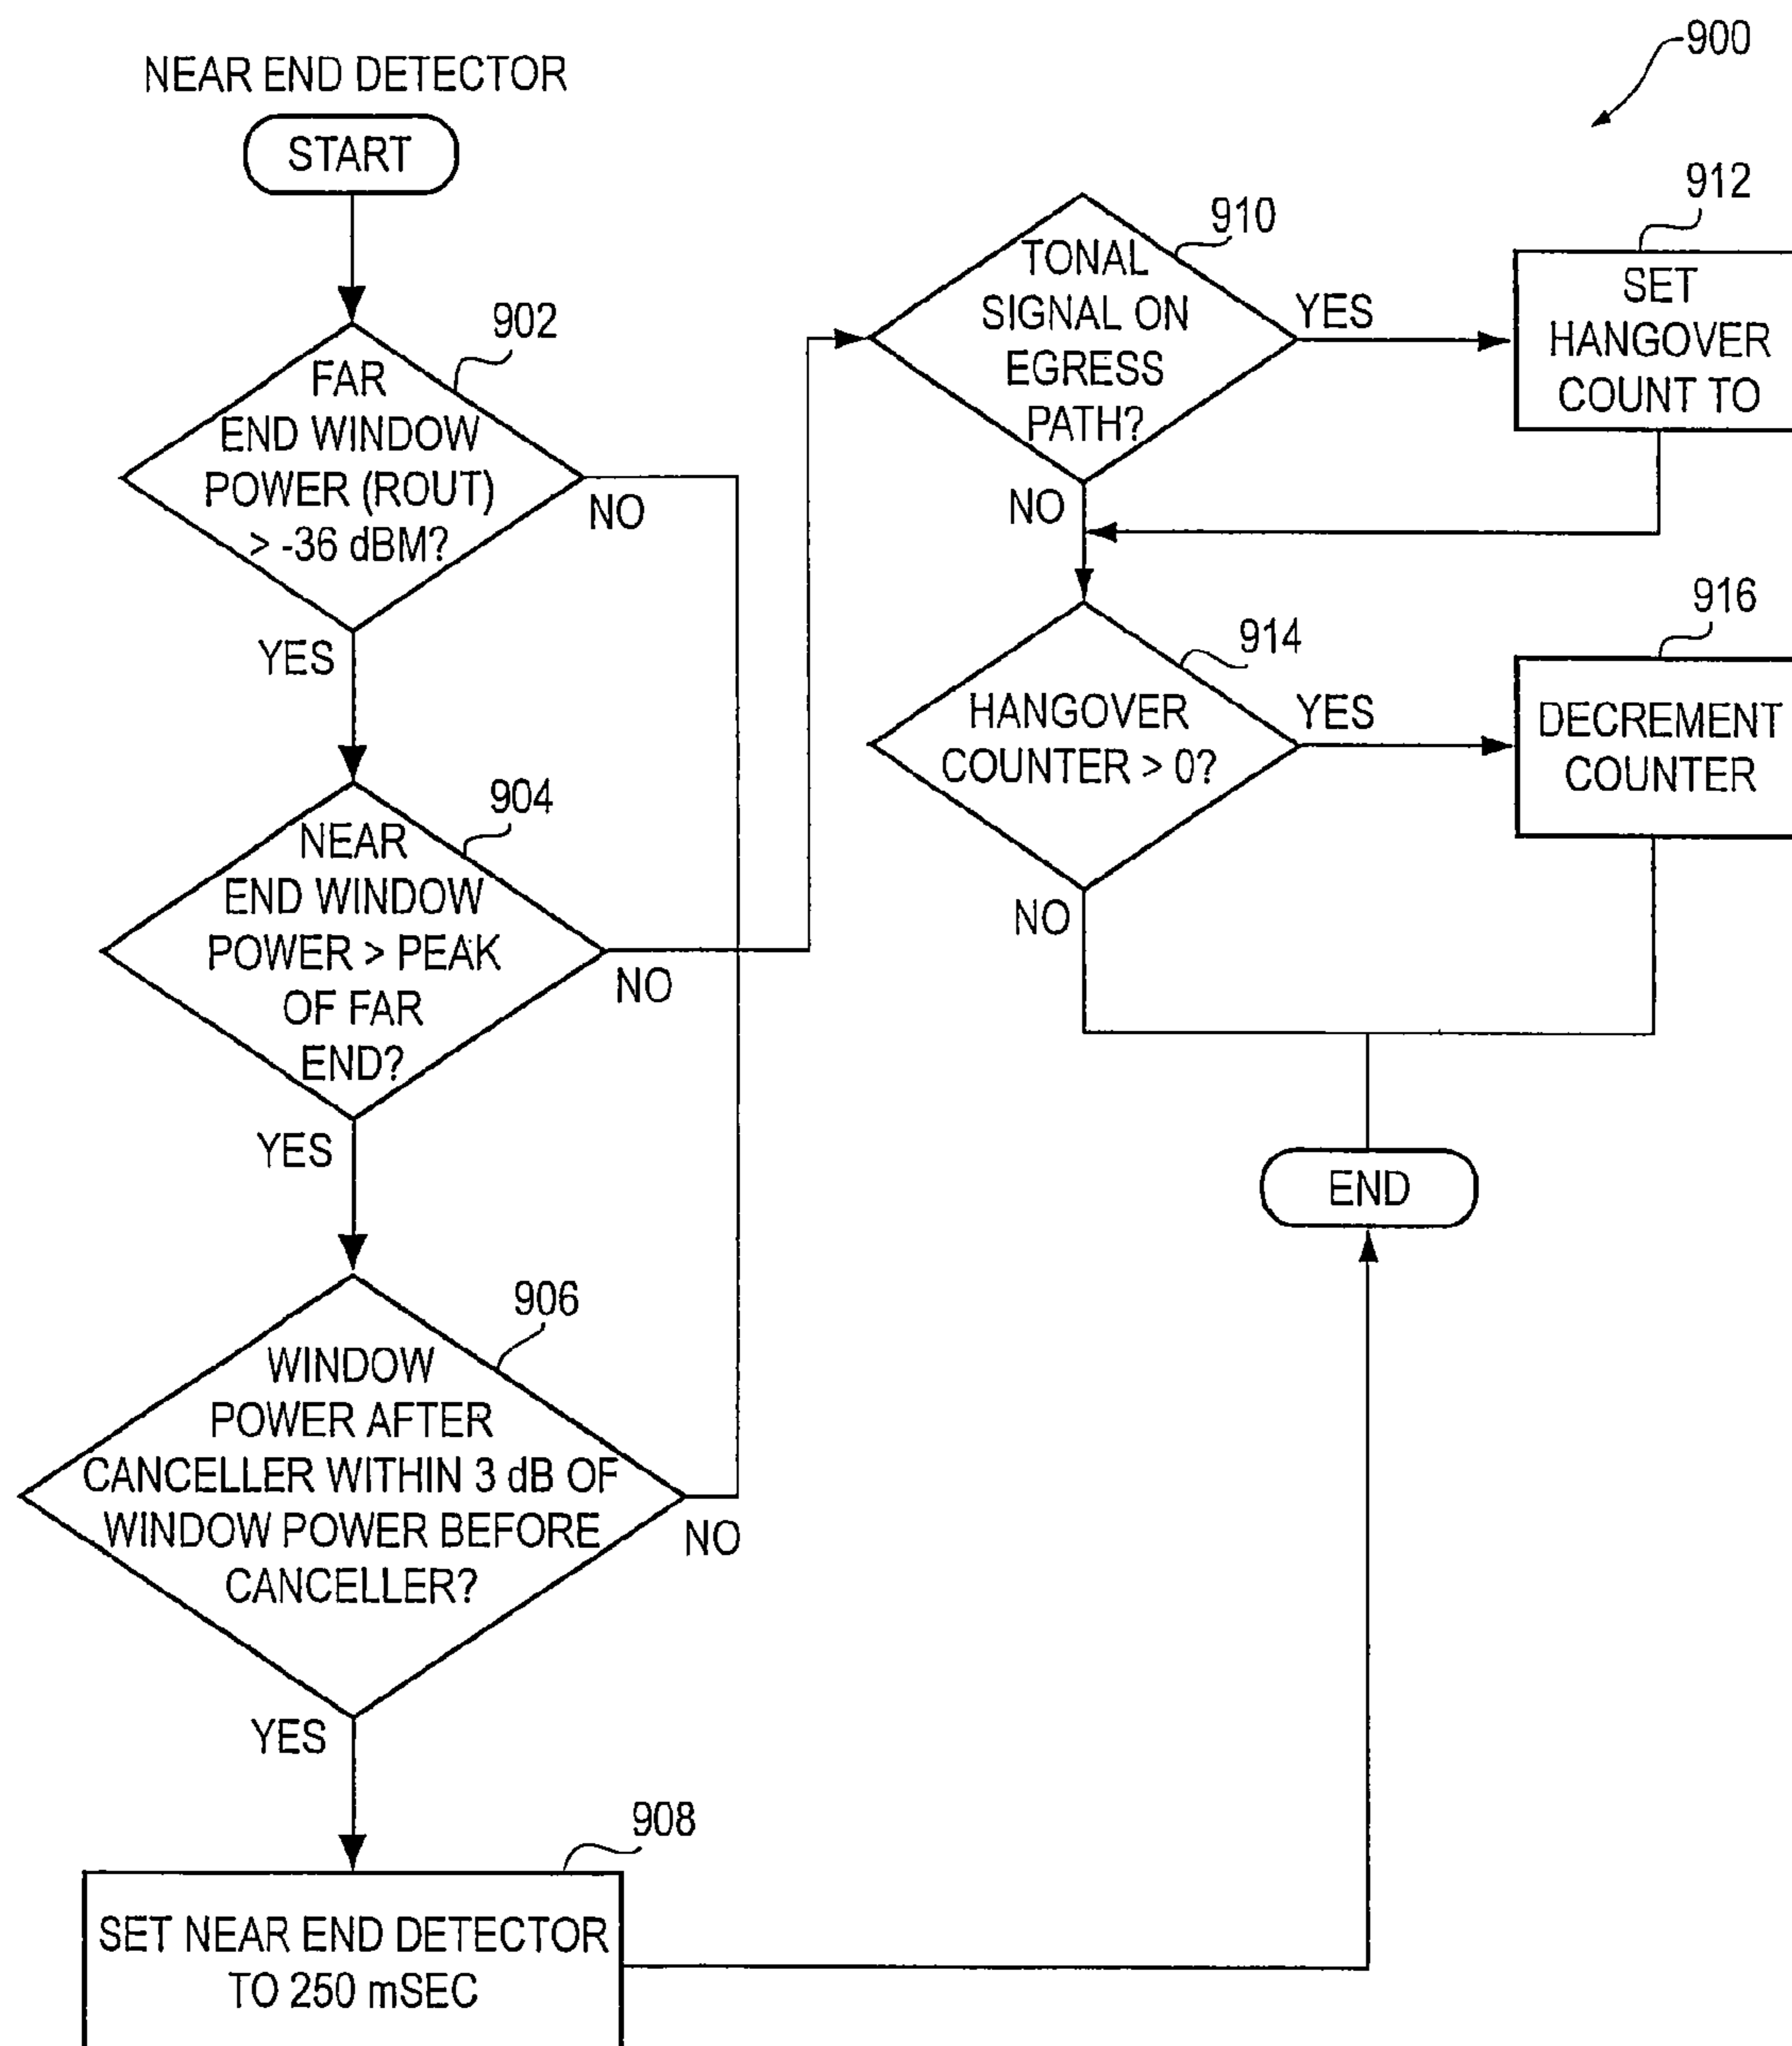 900
NEAR END DETECTOR
START
902
FAR
END WINDOW
POWER (ROUT)
> -36 dBM?
NO
YES
904
NEAR
END WINDOW
POWER > PEAK
OF FAR
END?
NO
YES
906
WINDOW
POWER AFTER
CANCELLER WITHIN 3 dB OF
WINDOW POWER BEFORE
CANCELLER?
NO
YES
908
SET NEAR END DETECTOR
TO 250 mSEC
910
TONAL
SIGNAL ON
EGRESS
PATH?
YES
NO
912
SET
HANGOVER
COUNT TO
914
HANGOVER
COUNTER > 0?
YES
NO
916
DECREMENT
COUNTER
END